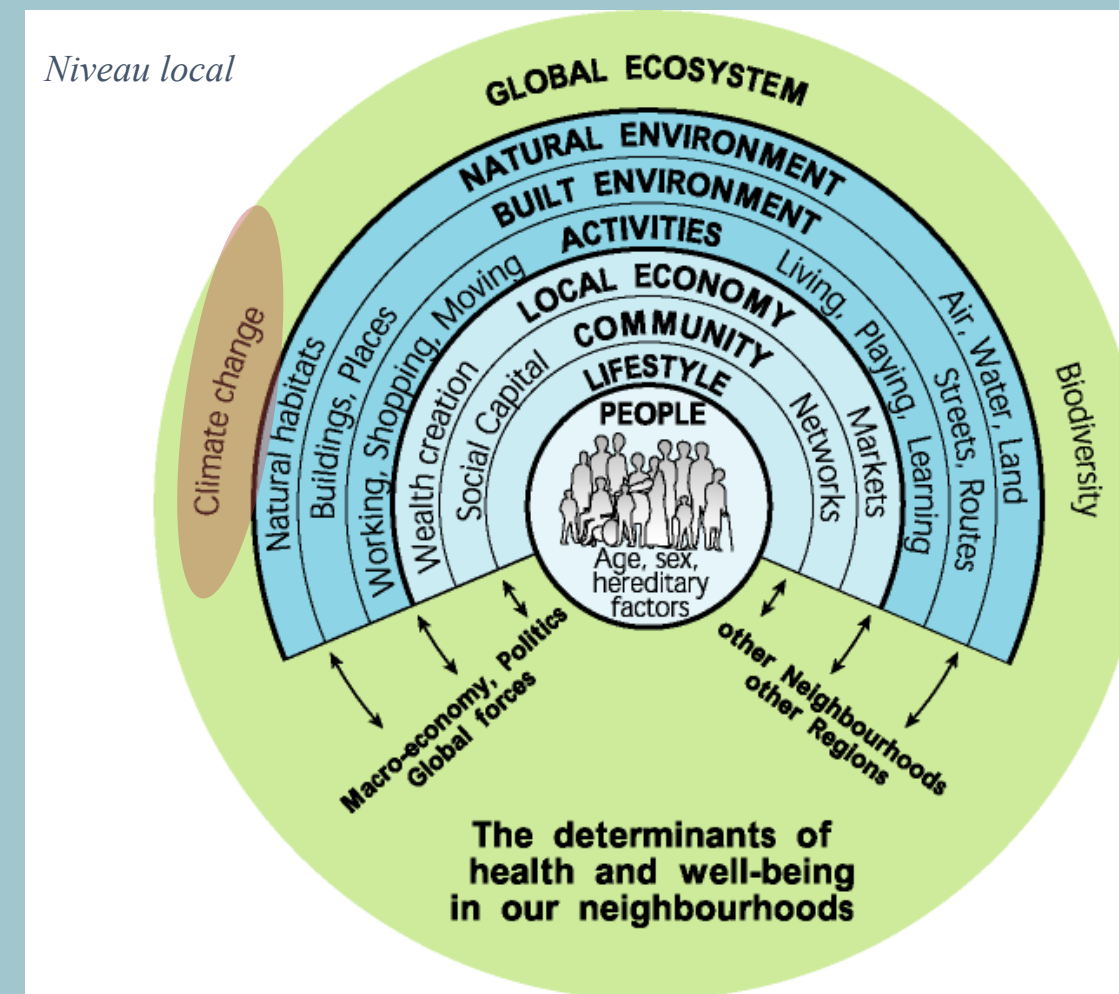 Niveau local
GLOBAL ECOSYSTEM
NATURAL ENVIRONMENT
BUILT ENVIRONMENT
ACTIVITIES
LOCAL ECONOMY
COMMUNITY
LIFESTYLE
PEOPLE
Age, sex,
hereditary
factors
Climate change
Natural habitats
Buildings, Places
Working, Shopping, Moving
Wealth creation
Social Capital
Networks
Markets
Living, Playing, Learning
Streets, Routes
Air, Water, Land
Biodiversity
Macro-economy, Politics
Global forces
other Neighbourhoods
other Regions
The determinants of
health and well-being
in our neighbourhoods